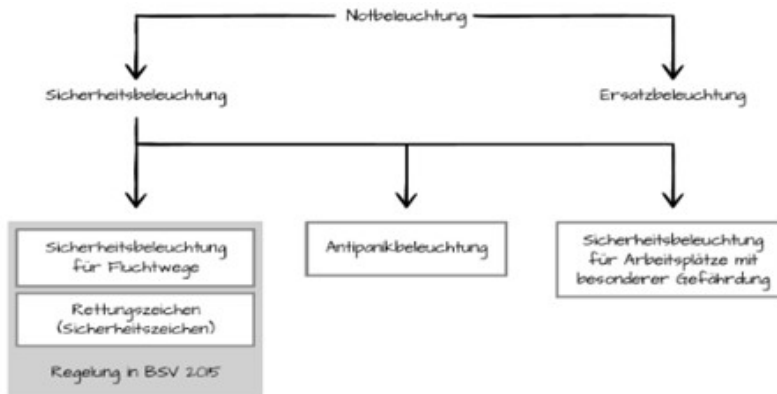 Notbeleuchtung
Sicherheitsbeleuchtung
Ersatzbeleuchtung
Sicherheitsbeleuchtung
für Fluchtwege
Rettungszeichen
(Sicherheitszeichen)
Regelung in BSV 2015
Antipanikbeleuchtung
Sicherheitsbeleuchtung
für Arbeitsplätze mit
besonderer Gefährdung